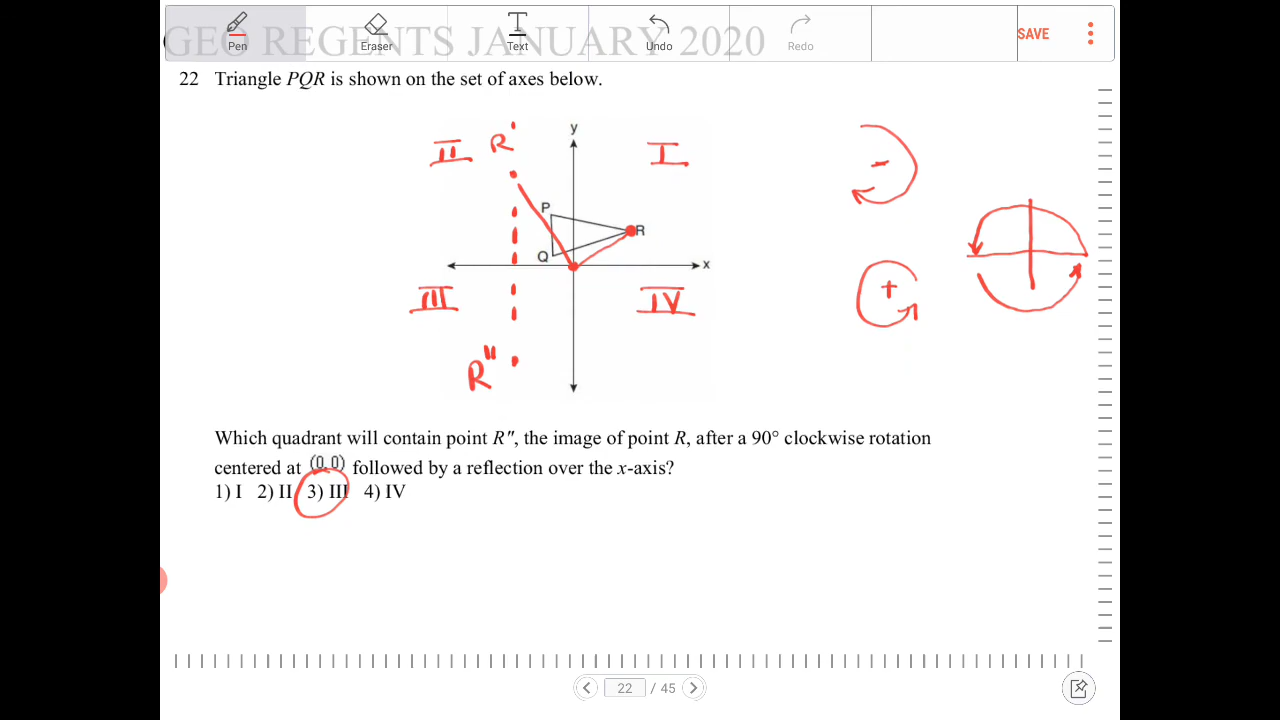 GEO REGENTS JANUARY 2020
Pen Eraser Text Undo Redo SAVE
22 Triangle PQR is shown on the set of axes below.
II R' y I
-
P
R
Q
x
III IV +
R"
Which quadrant will contain point R″, the image of point R, after a 90° clockwise rotation
centered at (0,0) followed by a reflection over the x-axis?
1) I 2) II 3) III 4) IV
22 / 45